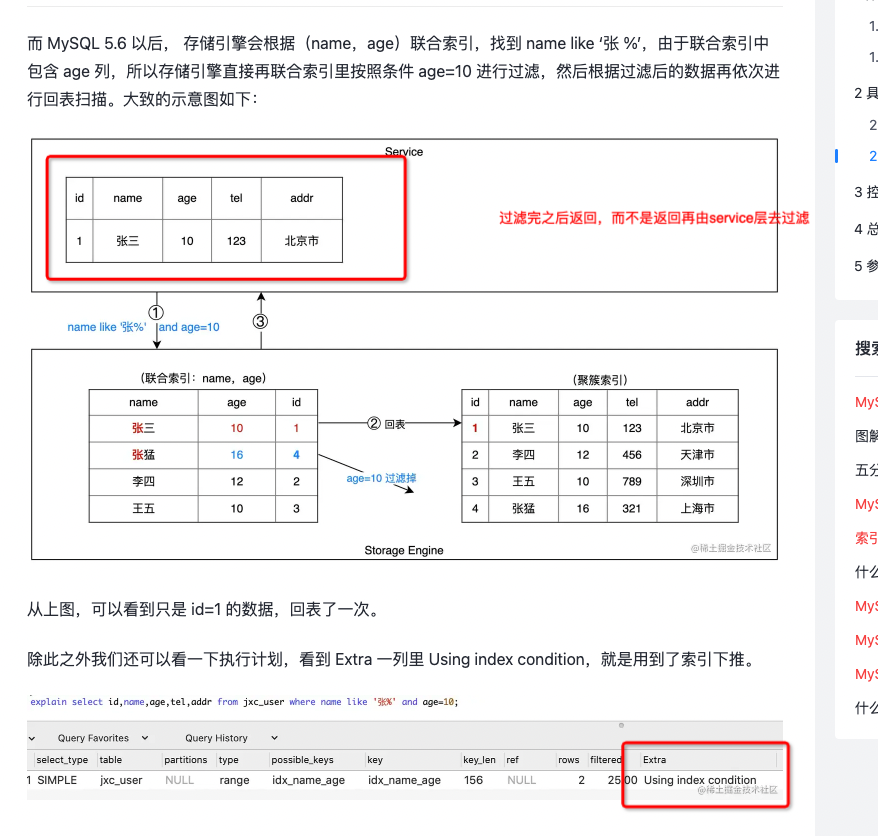 而 MySQL 5.6 以后， 存储引擎会根据（name，age）联合索引，找到 name like ‘张 %’，由于联合索引中
包含 age 列，所以存储引擎直接再联合索引里按照条件 age=10 进行过滤，然后根据过滤后的数据再依次进
行回表扫描。大致的示意图如下：
Service
id name age tel addr
1 张三 10 123 北京市
过滤完之后返回，而不是返回再由service层去过滤
①
③
name like '张%' and age=10
（联合索引：name，age）
name age id
张三 10 1
张猛 16 4
李四 12 2
王五 10 3
② 回表
age=10 过滤掉
（聚簇索引）
id name age tel addr
1 张三 10 123 北京市
2 李四 12 456 天津市
3 王五 10 789 深圳市
4 张猛 16 321 上海市
Storage Engine
@稀土掘金技术社区
从上图，可以看到只是 id=1 的数据，回表了一次。
除此之外我们还可以看一下执行计划，看到 Extra 一列里 Using index condition，就是用到了索引下推。
explain select id,name,age,tel,addr from jxc_user where name like '张%' and age=10;
Query Favorites Query History
select_type table partitions type possible_keys key key_len ref rows filtered Extra
1 SIMPLE jxc_user NULL range idx_name_age idx_name_age 156 NULL 2 25.00 Using index condition
@稀土掘金技术社区
1.
1.
2 具
2
2
3 控
4 总
5 参
搜索
MyS
图解
五分
MyS
索引
什么
MyS
MyS
MyS
什么